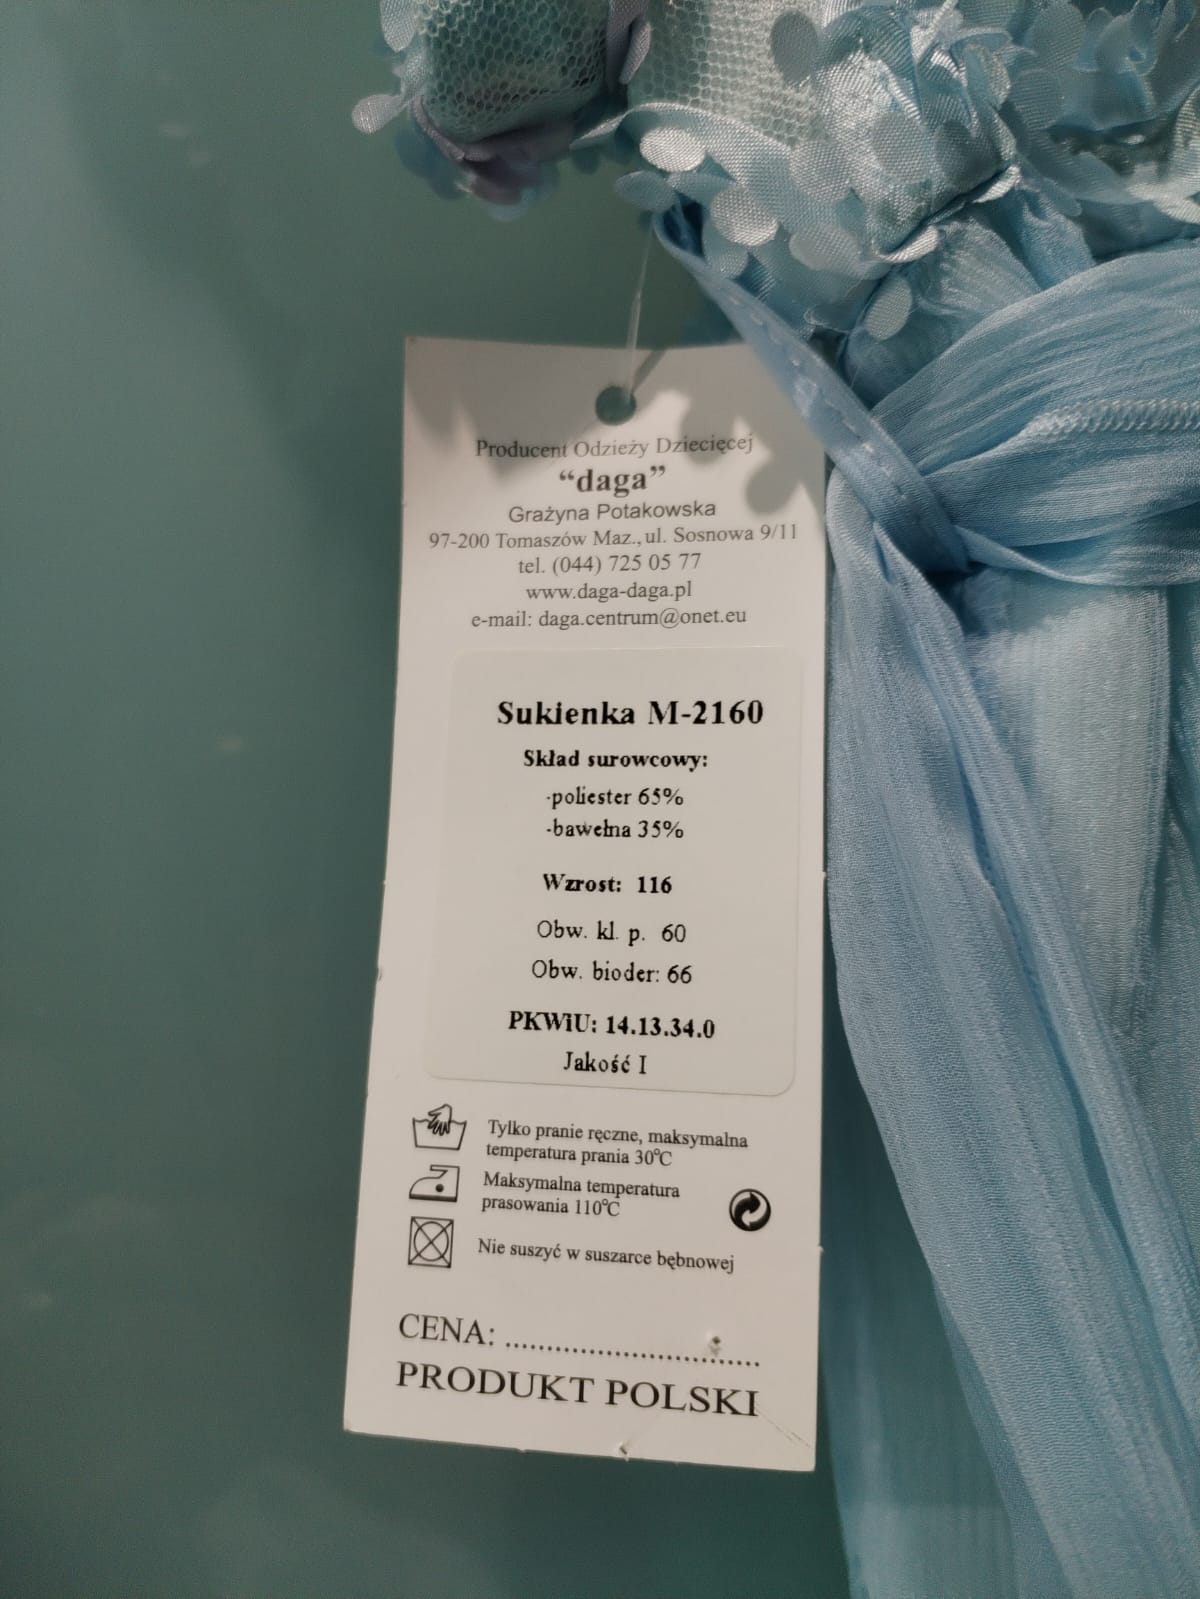 Producent Odzieży Dziecięcej
“daga”
Grażyna Potakowska
97-200 Tomaszów Maz., ul. Sosnowa 9/11
tel. (044) 725 05 77
www.daga-daga.pl
e-mail: daga.centrum@onet.eu
Sukienka M-2160
Skład surowcowy:
-poliester 65%
-bawełna 35%
Wzrost: 116
Obw. kl. p. 60
Obw. bioder: 66
PKWiU: 14.13.34.0
Jakość I
Tylko pranie ręczne, maksymalna
temperatura prania 30°C
Maksymalna temperatura
prasowania 110°C
Nie suszyć w suszarce bębnowej
CENA: ................................
PRODUKT POLSKI